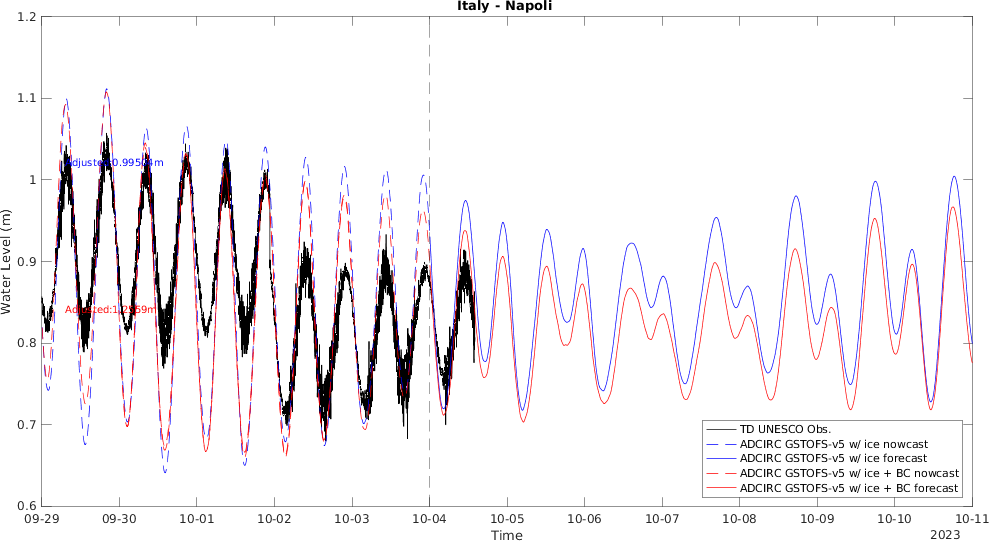 Italy - Napoli
1.2
1.1
1
0.9
0.8
0.7
0.6
Water Level (m)
09-29
09-30
10-01
10-02
10-03
10-04
10-05
10-06
10-07
10-08
10-09
10-10
10-11
2023
Time
TD UNESCO Obs.
ADCIRC GSTOFS-v5 w/ ice nowcast
ADCIRC GSTOFS-v5 w/ ice forecast
ADCIRC GSTOFS-v5 w/ ice + BC nowcast
ADCIRC GSTOFS-v5 w/ ice + BC forecast